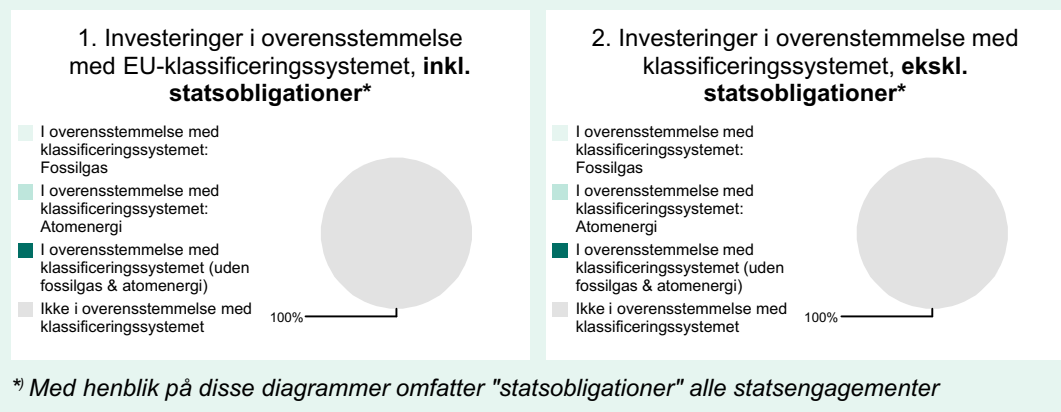 1. Investeringer i overensstemmelse
med EU-klassificeringssystemet, inkl.
statsobligationer*
I overensstemmelse med
klassificeringssystemet:
Fossilgas
I overensstemmelse med
klassificeringssystemet:
Atomenergi
I overensstemmelse med
klassificeringssystemet (uden
fossilgas & atomenergi)
Ikke i overensstemmelse med
klassificeringssystemet
100%
2. Investeringer i overenstemmelse med
klassificeringssystemet, ekskl.
statsobligationer*
I overensstemmelse med
klassificeringssystemet:
Fossilgas
I overensstemmelse med
klassificeringssystemet:
Atomenergi
I overensstemmelse med
klassificeringssystemet (uden
fossilgas & atomenergi)
Ikke i overensstemmelse med
klassificeringssystemet
100%
*) Med henblik på disse diagrammer omfatter "statsobligationer" alle statsengagementer